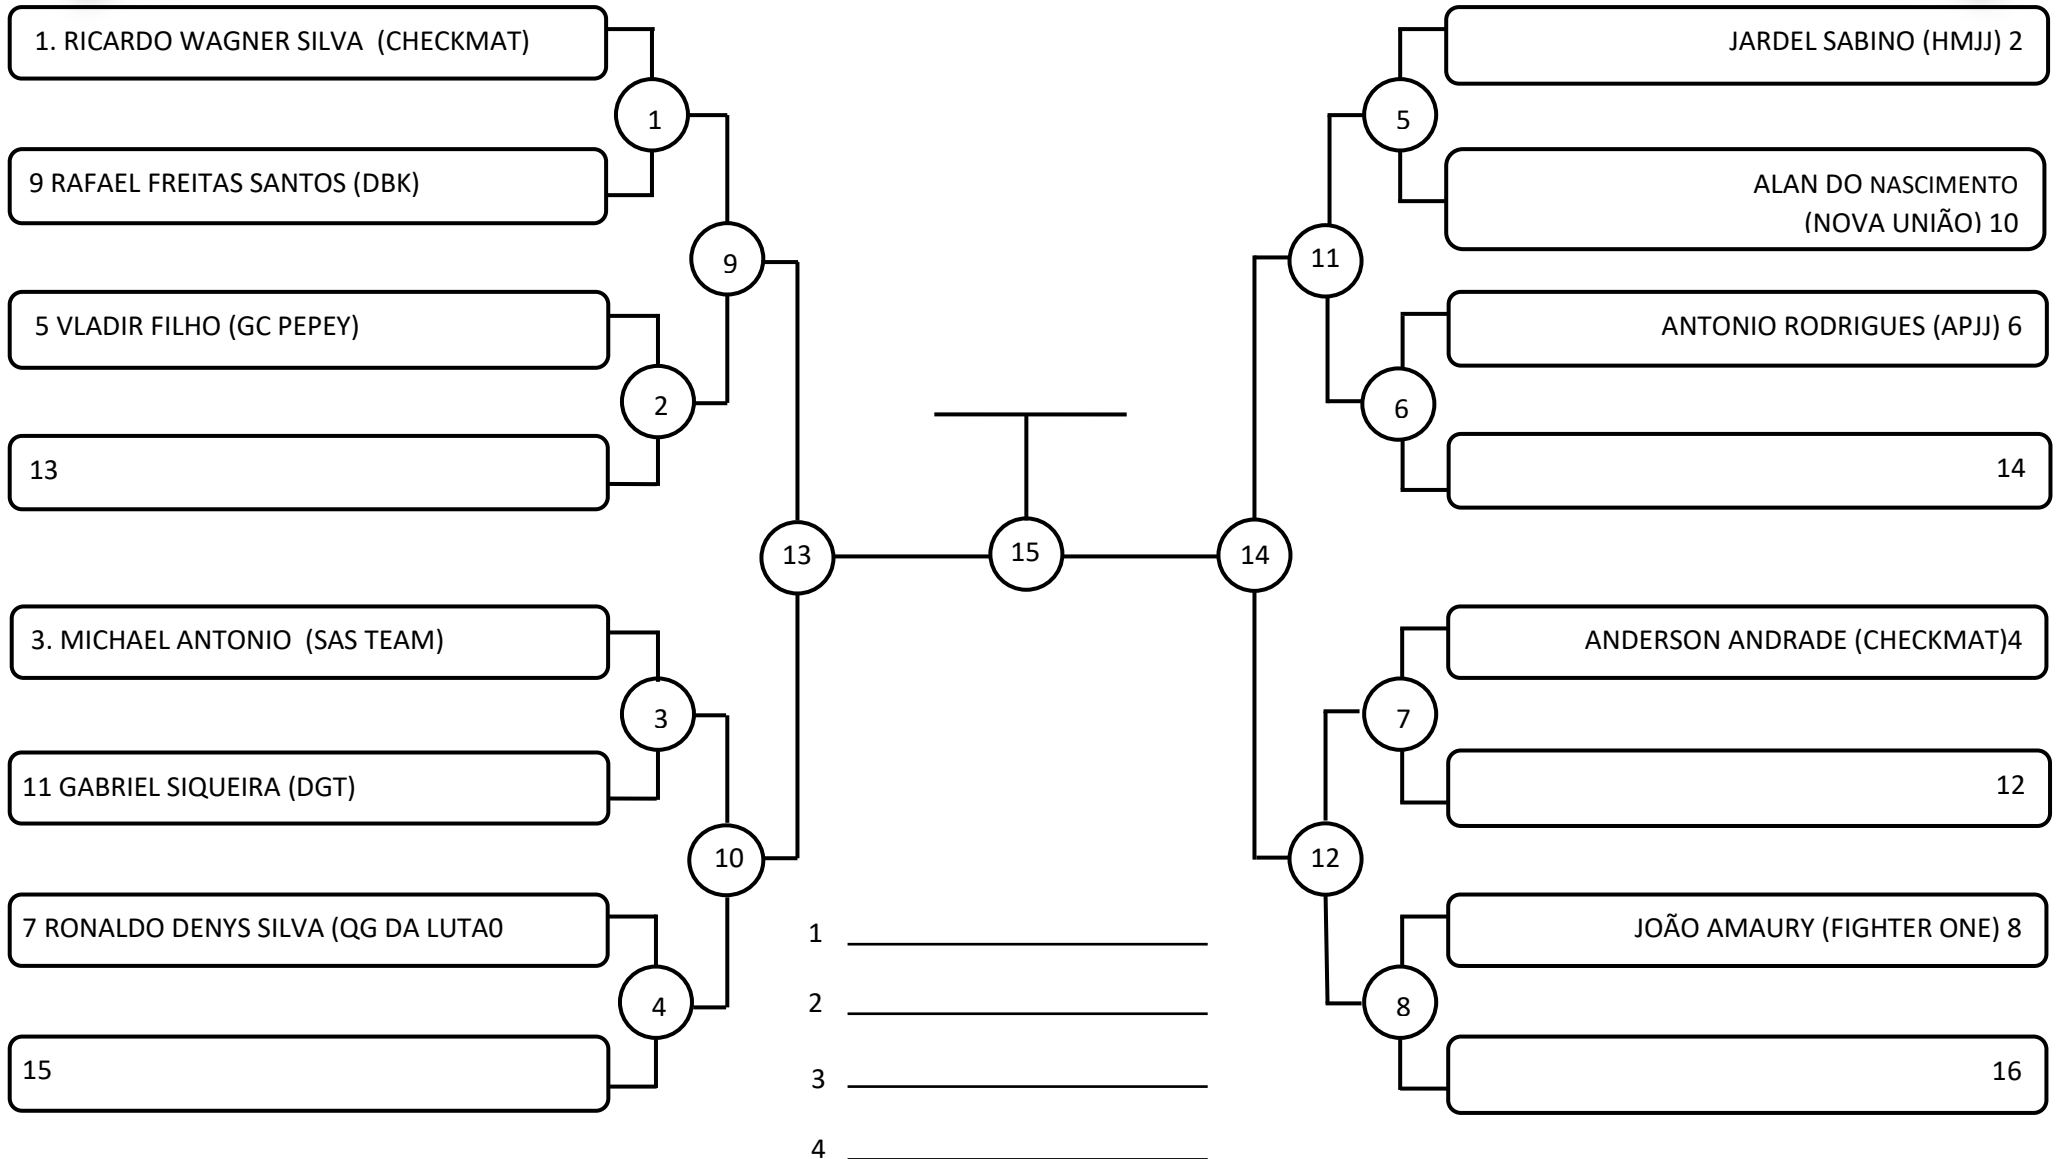 1. RICARDO WAGNER SILVA  (CHECKMAT)
1
9 RAFAEL FREITAS SANTOS (DBK)
9
5 VLADIR FILHO (GC PEPEY)
2
13
13
3. MICHAEL ANTONIO  (SAS TEAM)
3
11 GABRIEL SIQUEIRA (DGT)
10
7 RONALDO DENYS SILVA (QG DA LUTA0
4
15
15
1
2
3
4
JARDEL SABINO (HMJJ) 2
5
ALAN DO NASCIMENTO
(NOVA UNIÃO) 10
11
ANTONIO RODRIGUES (APJJ) 6
6
14
14
ANDERSON ANDRADE (CHECKMAT)4
7
12
12
JOÃO AMAURY (FIGHTER ONE) 8
8
16